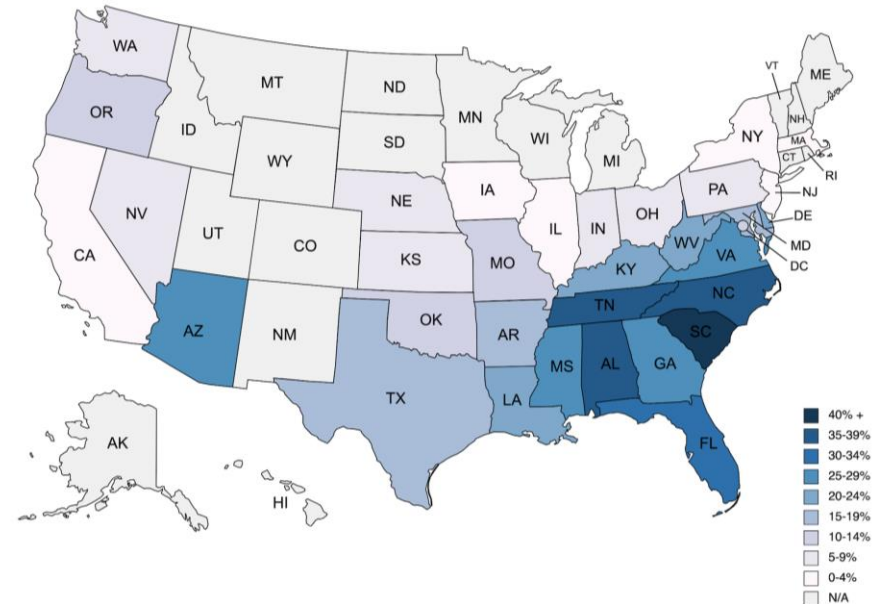 WA
MT
ND
MN
VT
ME
OR
ID
SD
WI
NH
WY
MI
NY
MA
CT
RI
NE
IA
PA
NJ
NV
UT
CO
IL
IN
OH
DE
CA
KS
MO
WV
VA
MD
KY
DC
AZ
NM
OK
AR
TN
NC
SC
MS
AL
GA
TX
LA
FL
AK
HI
40% +
35-39%
30-34%
25-29%
20-24%
15-19%
10-14%
5-9%
0-4%
N/A